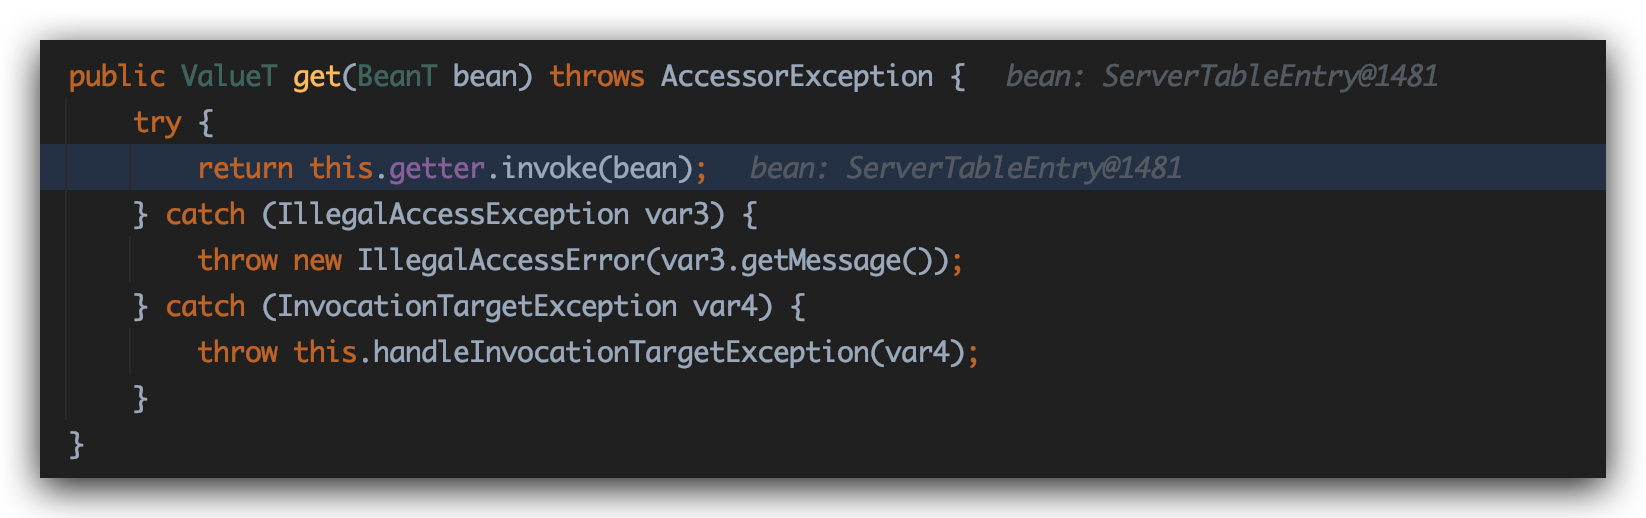 public ValueT get(BeanT bean) throws AccessorException {  bean: ServerTableEntry@1481
    try {
        return this.getter.invoke(bean);  bean: ServerTableEntry@1481
    } catch (IllegalAccessException var3) {
        throw new IllegalAccessError(var3.getMessage());
    } catch (InvocationTargetException var4) {
        throw this.handleInvocationTargetException(var4);
    }
}